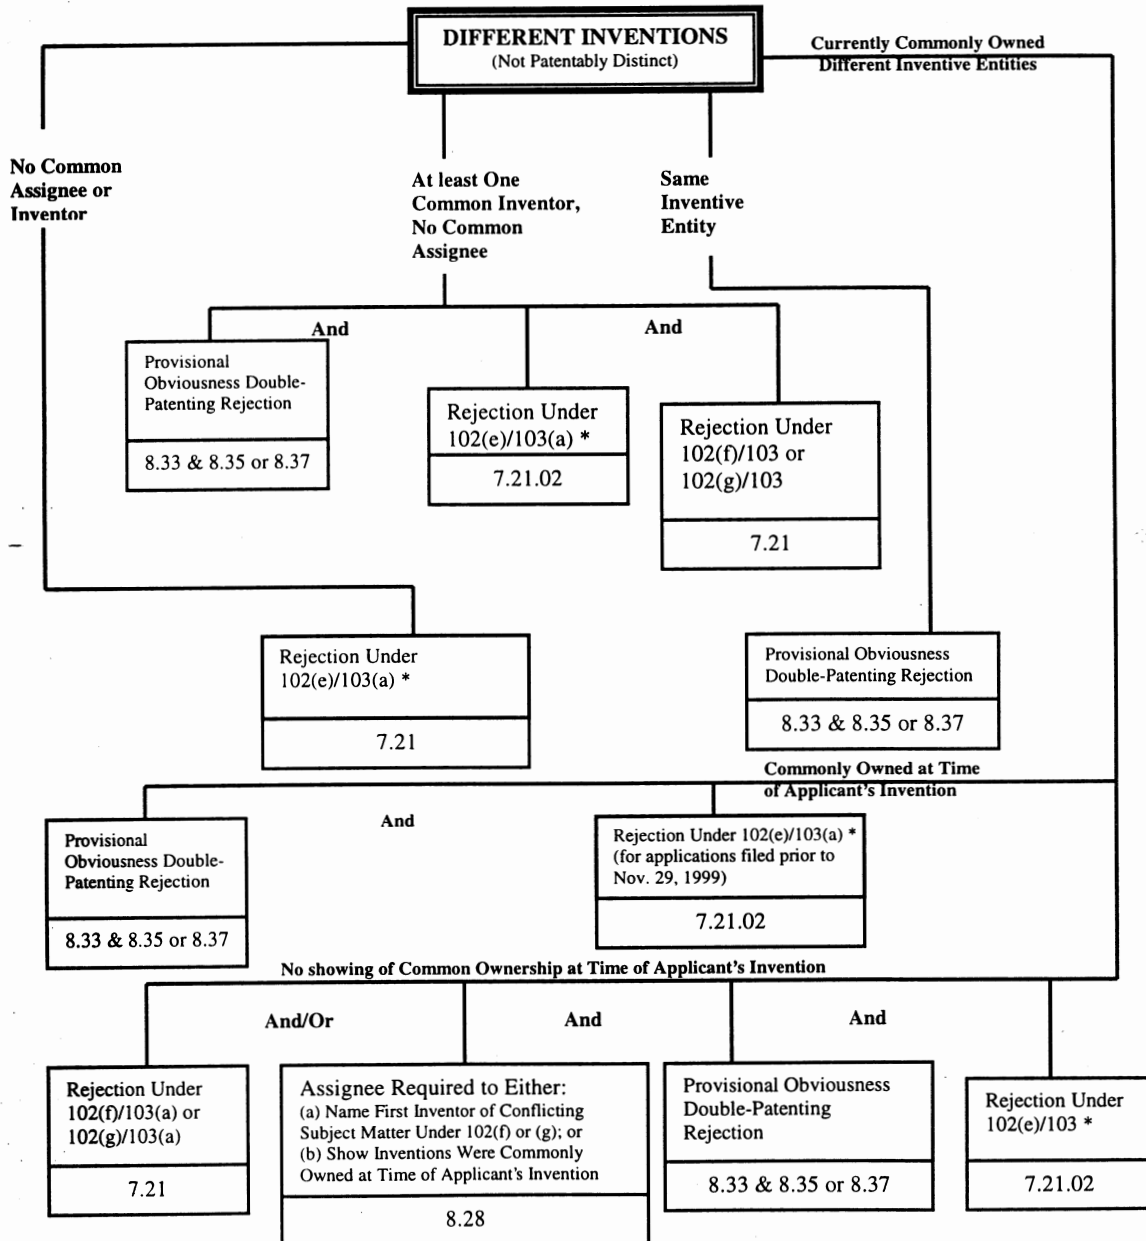 DIFFERENT INVENTIONS
(Not Patentably Distinct)
Currently Commonly Owned
Different Inventive Entities
No Common
Assignee or
Inventor
At least One
Common Inventor,
No Common
Assignee
Same
Inventive
Entity
And
And
Provisional
Obviousness Double-
Patenting Rejection
8.33 & 8.35 or 8.37
Rejection Under
102(e)/103(a) *
7.21.02
Rejection Under
102(f)/103 or
102(g)/103
7.21
Rejection Under
102(e)/103(a) *
7.21
Provisional Obviousness
Double-Patenting Rejection
8.33 & 8.35 or 8.37
Commonly Owned at Time
of Applicant's Invention
And
Provisional
Obviousness Double-
Patenting Rejection
8.33 & 8.35 or 8.37
Rejection Under 102(e)/103(a) *
(for applications filed prior to
Nov. 29, 1999)
7.21.02
No showing of Common Ownership at Time of Applicant's Invention
And/Or
And
And
Rejection Under
102(f)/103(a) or
102(g)/103(a)
7.21
Assignee Required to Either:
(a) Name First Inventor of Conflicting
Subject Matter Under 102(f) or (g); or
(b) Show Inventions Were Commonly
Owned at Time of Applicant's Invention
8.28
Provisional Obviousness
Double-Patenting
Rejection
8.33 & 8.35 or 8.37
Rejection Under
102(e)/103 *
7.21.02